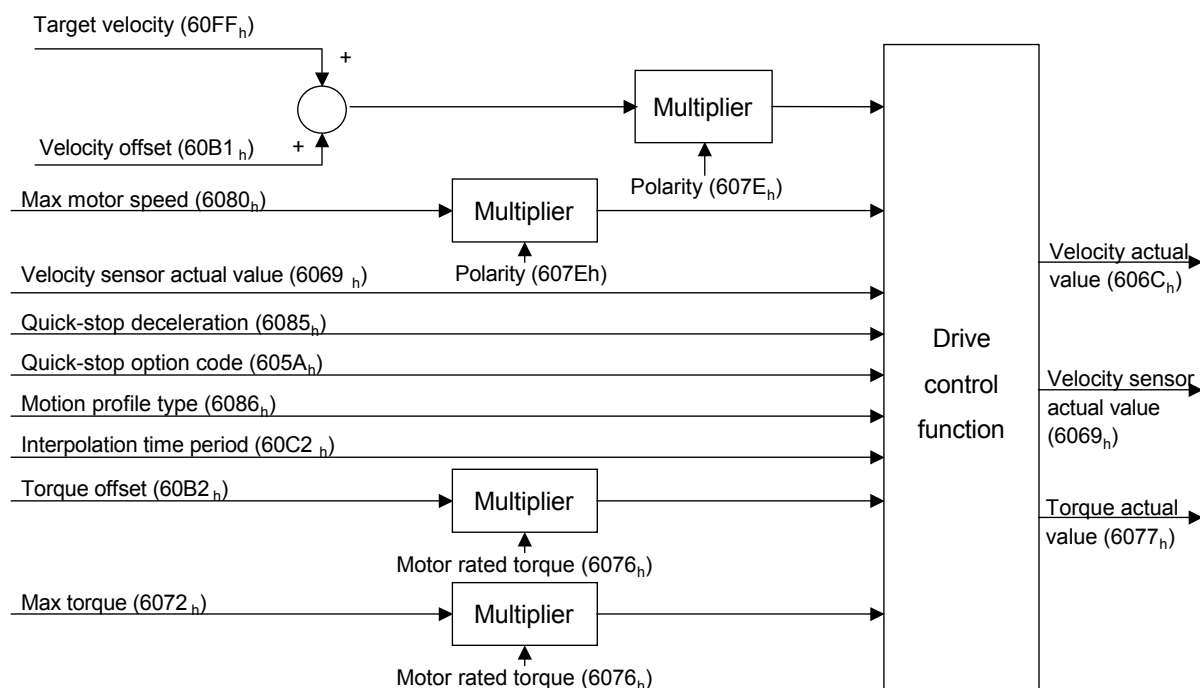 Target velocity (60FFh)
+
Velocity offset (60B1 h)
+
Multiplier
Polarity (607Eh)
Max motor speed (6080h)
Multiplier
Polarity (607Eh)
Velocity sensor actual value (6069 h)
Quick-stop deceleration (6085h)
Quick-stop option code (605Ah)
Motion profile type (6086h)
Interpolation time period (60C2 h)
Torque offset (60B2h)
Multiplier
Motor rated torque (6076h)
Max torque (6072 h)
Multiplier
Motor rated torque (6076h)
Drive
control
function
Velocity actual
value (606Ch)
Velocity sensor
actual value
(6069h)
Torque actual
value (6077h)